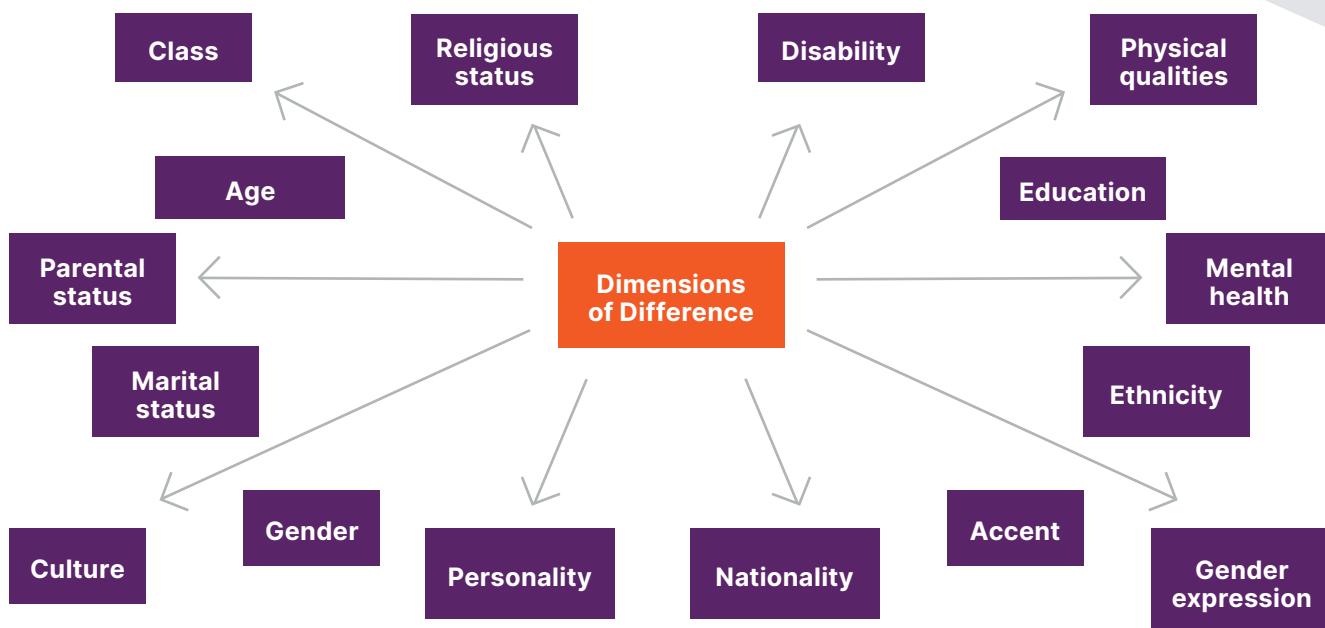 Class
Religious
status
Disability
Physical
qualities
Age
Education
Parental
status
Dimensions
of Difference
Mental
health
Marital
status
Ethnicity
Gender
Accent
Culture
Personality
Nationality
Gender
expression